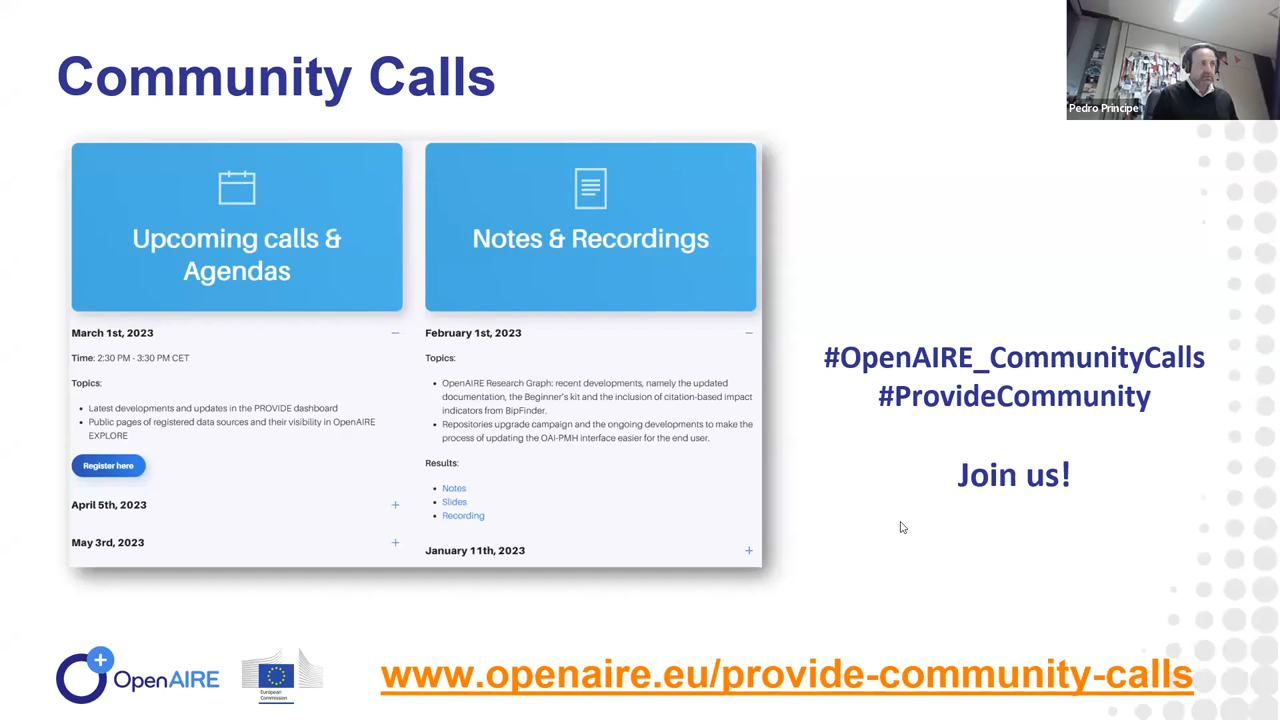 Community Calls
Pedro Principe
Upcoming calls &
Agendas
March 1st, 2023
Time: 2:30 PM - 3:30 PM CET
Topics:
Latest developments and updates in the PROVIDE dashboard
Public pages of registered data sources and their visibility in OpenAIRE
EXPLORE
Register here
April 5th, 2023
May 3rd, 2023
Notes & Recordings
February 1st, 2023
Topics:
OpenAIRE Research Graph: recent developments, namely the updated
documentation, the Beginner's kit and the inclusion of citation-based impact
indicators from BipFinder.
Repositories upgrade campaign and the ongoing developments to make the
process of updating the OAI-PMH interface easier for the end user.
Results:
Notes
Slides
Recording
January 11th, 2023
#OpenAIRE_CommunityCalls
#ProvideCommunity
Join us!
OpenAIRE
European
Commission
www.openaire.eu/provide-community-calls